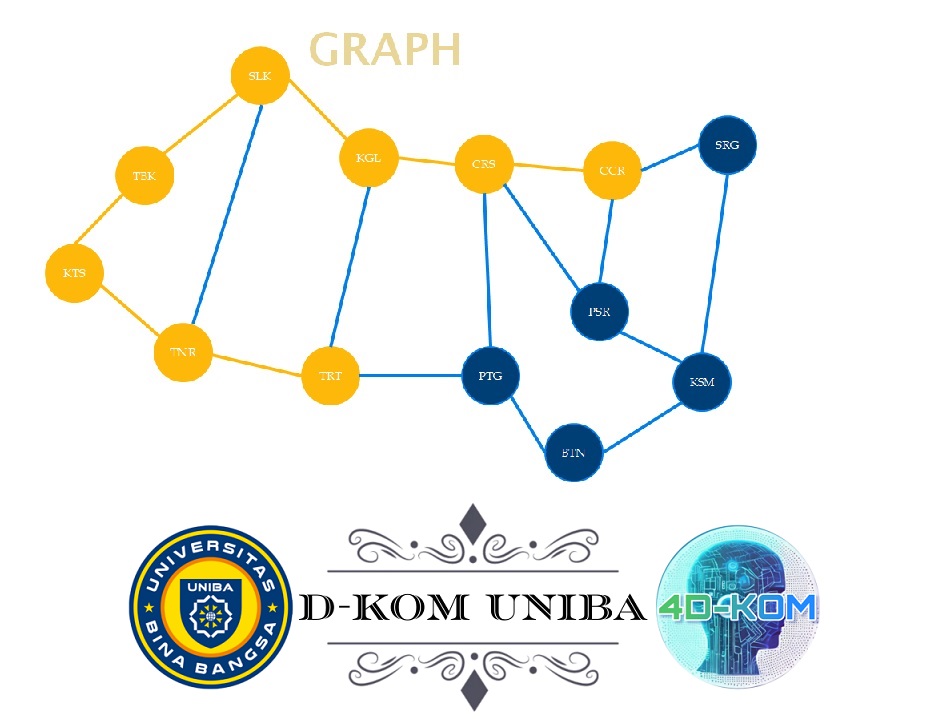 GRAPH
SLK
KGL
CRS
CCR
SRG
TBK
KTS
PSR
TNR
TRT
PTG
KSM
BTN
UNIVERSITAS
UNIBA
BINA BANGSA
D-KOM UNIBA
4D-KOM